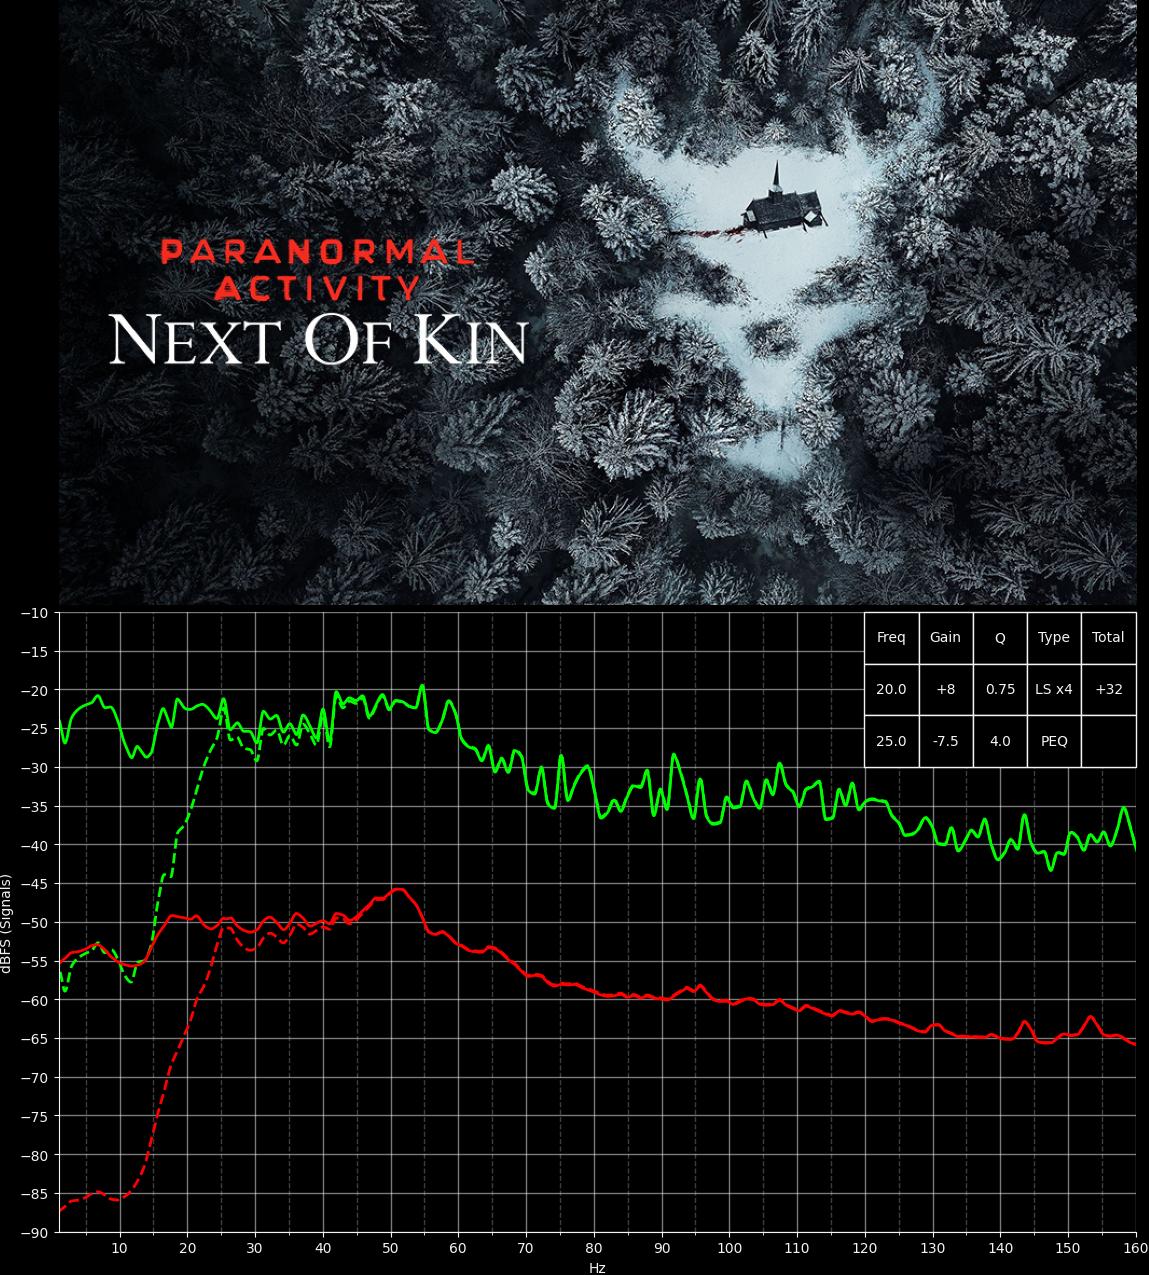 PARANORMAL
ACTIVITY
NEXT OF KIN
Freq Gain Q Type Total
20.0 +8 0.75 LS x4 +32
25.0 -7.5 4.0 PEQ
−10
−15
−20
−25
−30
−35
−40
−45
−50
−55
−60
−65
−70
−75
−80
−85
−90
dBFS (Signals)
10 20 30 40 50 60 70 80 90 100 110 120 130 140 150 160
Hz